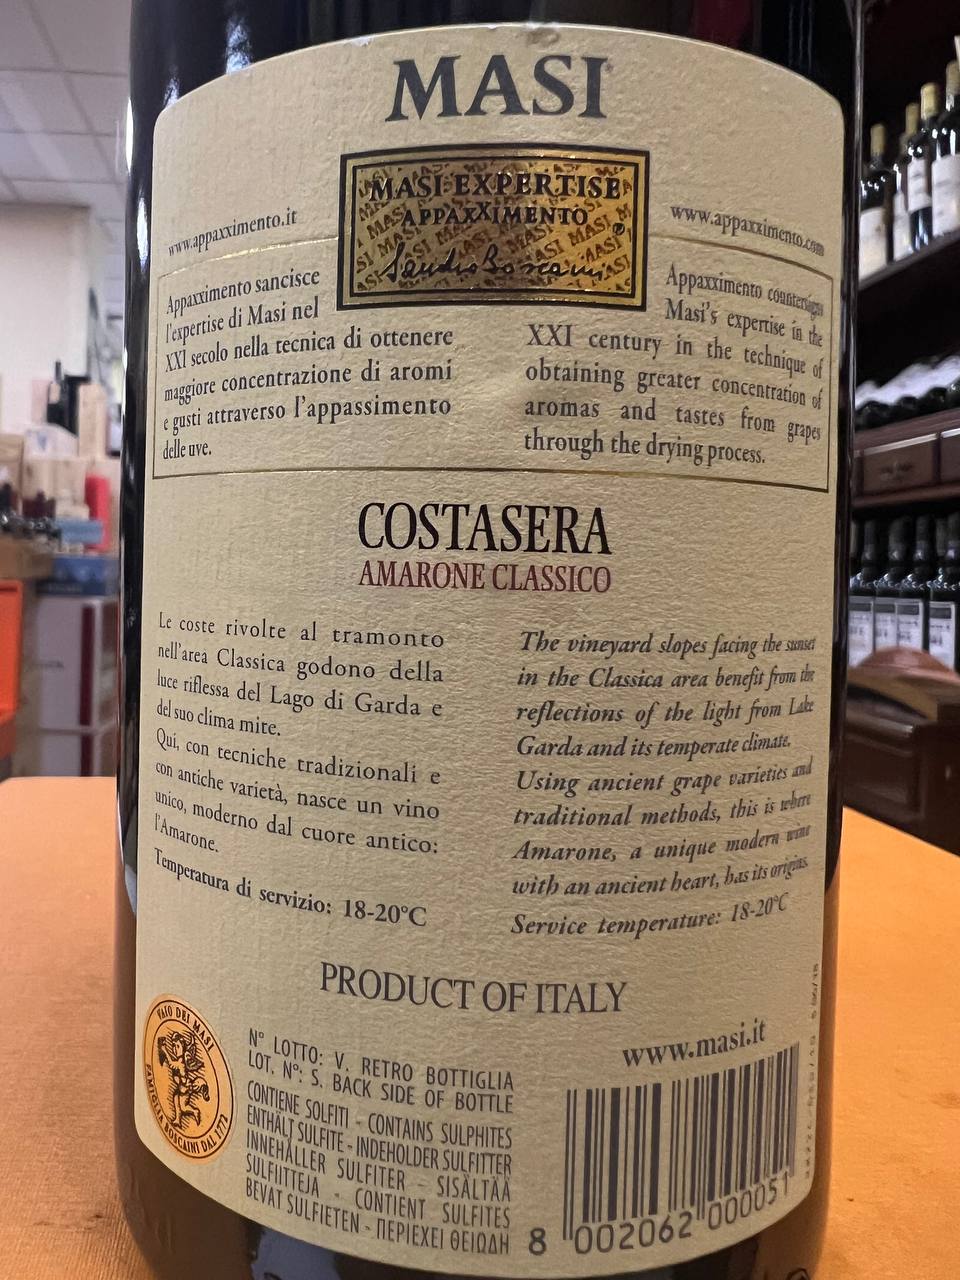 MASI
MASI EXPERTISE
APPAXXIMENTO
Sandro Boscaini
www.appaxximento.it
Appaxximento sancisce
l'expertise di Masi nel
XXI secolo nella tecnica di ottenere
maggiore concentrazione di aromi
e gusti attraverso l'appassimento
delle uve.
www.appaxximento.com
Appaxximento countersigns
Masi's expertise in the
XXI century in the technique of
obtaining greater concentration of
aromas and tastes from grapes
through the drying process.
COSTASERA
AMARONE CLASSICO
Le coste rivolte al tramonto
nell'area Classica godono della
luce riflessa del Lago di Garda e
del suo clima mite.
Qui, con tecniche tradizionali e
con antiche varietà, nasce un vino
unico, moderno dal cuore antico:
l'Amarone.
Temperatura di servizio: 18-20°C
The vineyard slopes facing the sunset
in the Classica area benefit from the
reflections of the light from Lake
Garda and its temperate climate.
Using ancient grape varieties and
traditional methods, this is where
Amarone, a unique modern wine
with an ancient heart, has its origins.
Service temperature: 18-20°C
PRODUCT OF ITALY
VAIO DEI MASI
FAMIGLIA BOSCAINI DAL 1772
N° LOTTO: V. RETRO BOTTIGLIA
LOT. N°: S. BACK SIDE OF BOTTLE
CONTIENE SOLFITI - CONTAINS SULPHITES
ENTHÄLT SULFITE - INDEHOLDER SULFITTER
INNEHÅLLER SULFITER - SISÄLTÄÄ
SULFIITTEJA - CONTIENT SULFITES
BEVAT SULFIETEN - ΠΕΡΙΕΧΕΙ ΘΕΙΩΔΗ
www.masi.it
8 002062 000051